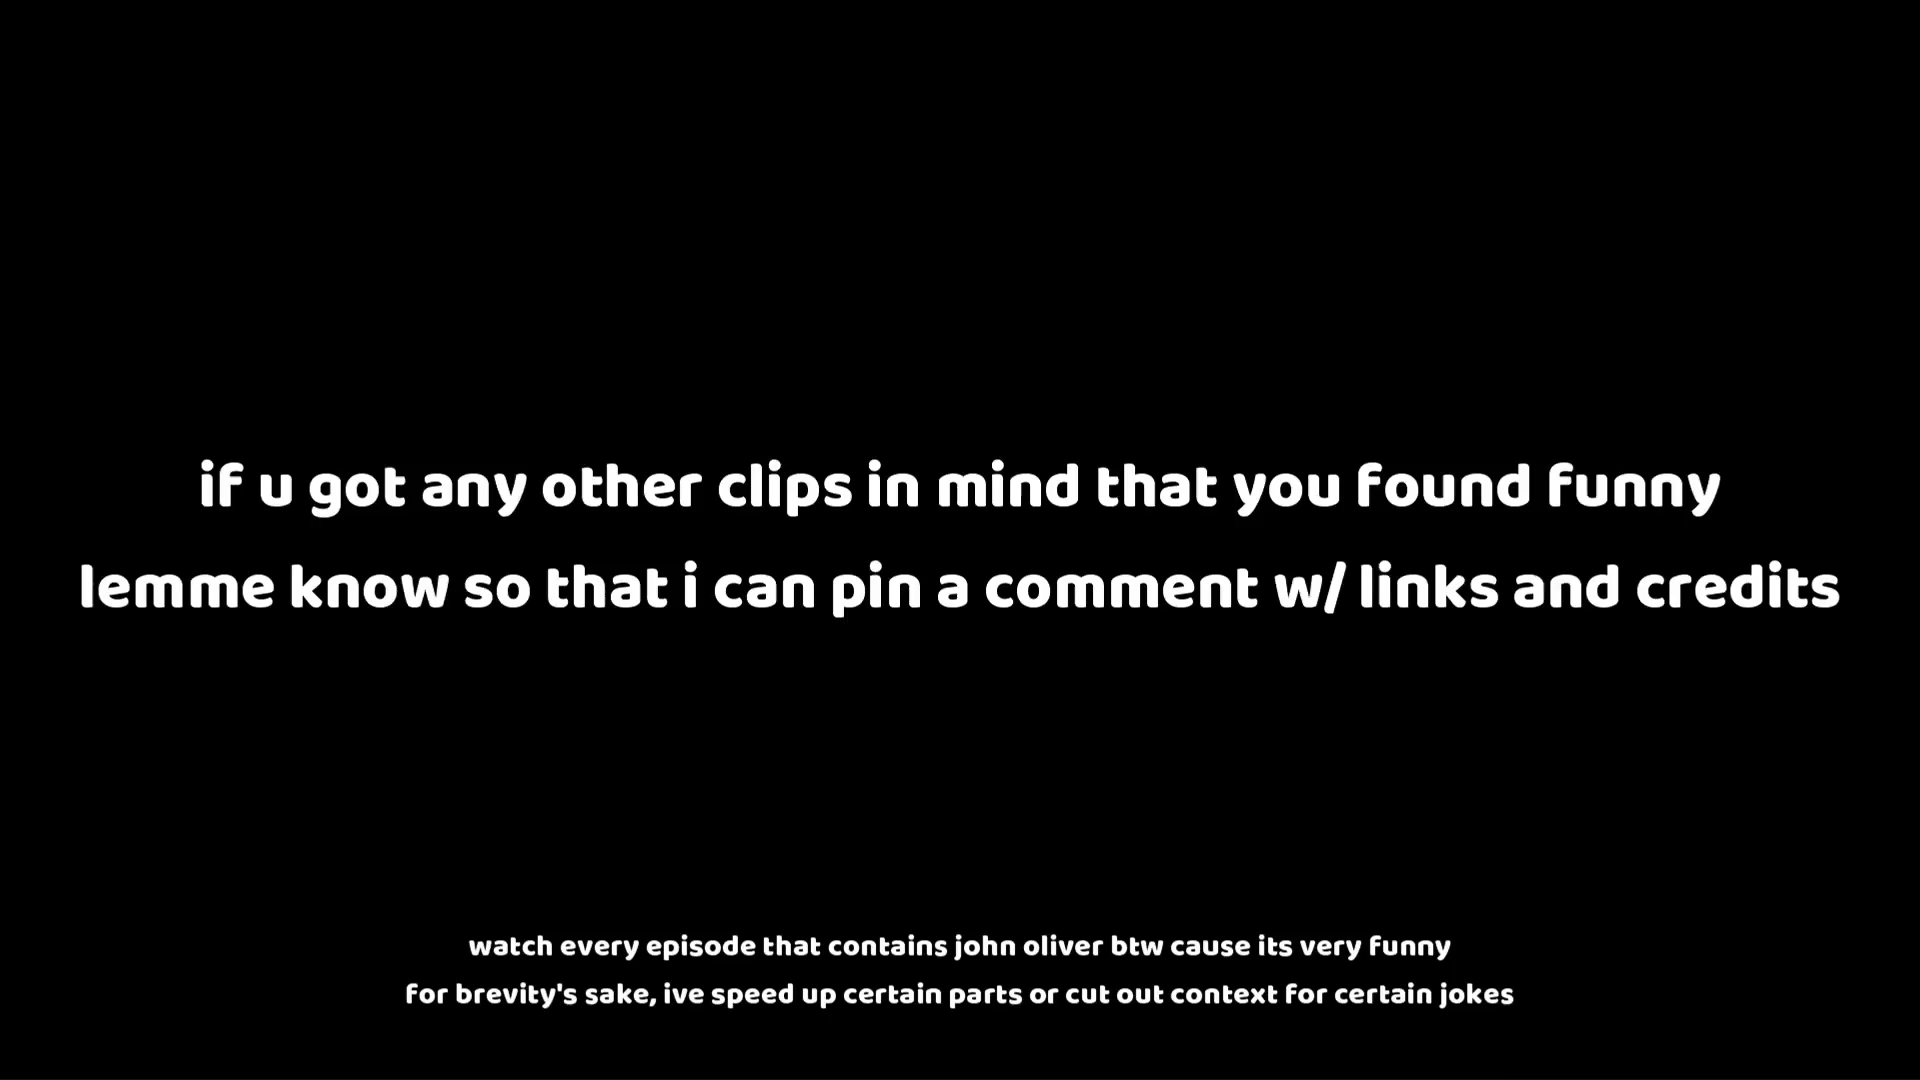 if u got any other clips in mind that you found funny
lemme know so that i can pin a comment w/ links and credits
watch every episode that contains john oliver btw cause its very funny
for brevity's sake, ive speed up certain parts or cut out context for certain jokes